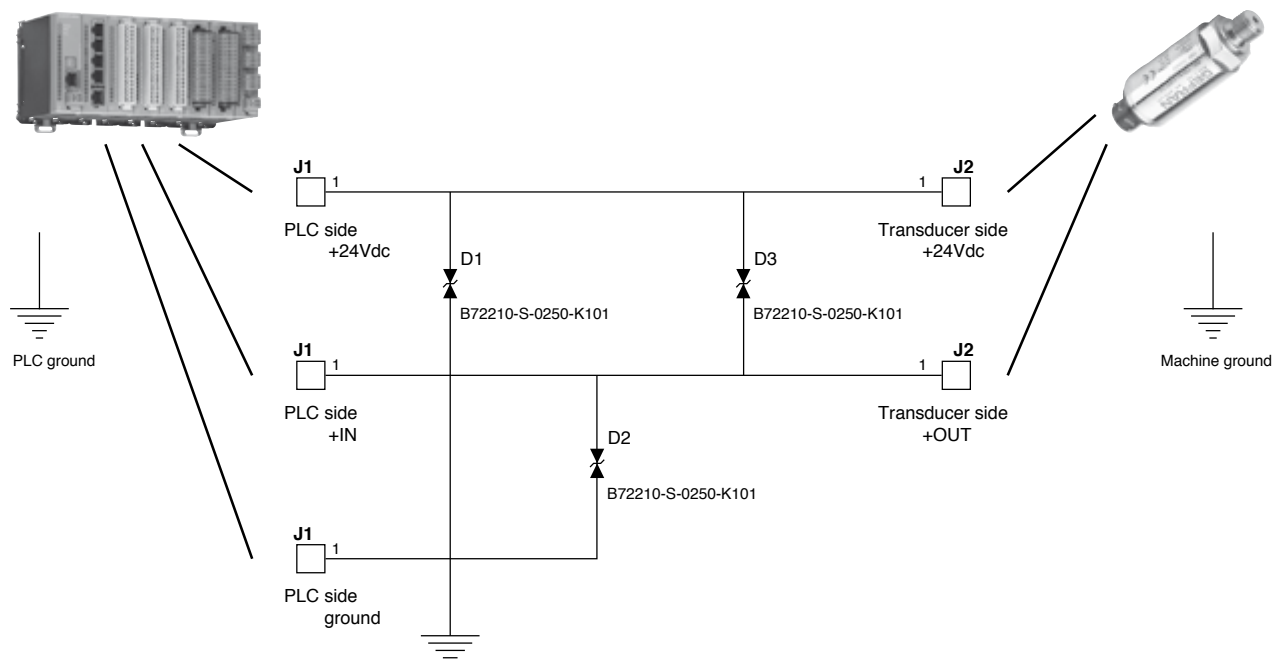 J1
1
PLC side
+24Vdc
D1
B72210-S-0250-K101
D3
B72210-S-0250-K101
1
J2
Transducer side
+24Vdc
PLC ground
Machine ground
J1
1
PLC side
+IN
1
J2
Transducer side
+OUT
D2
B72210-S-0250-K101
J1
1
PLC side
ground